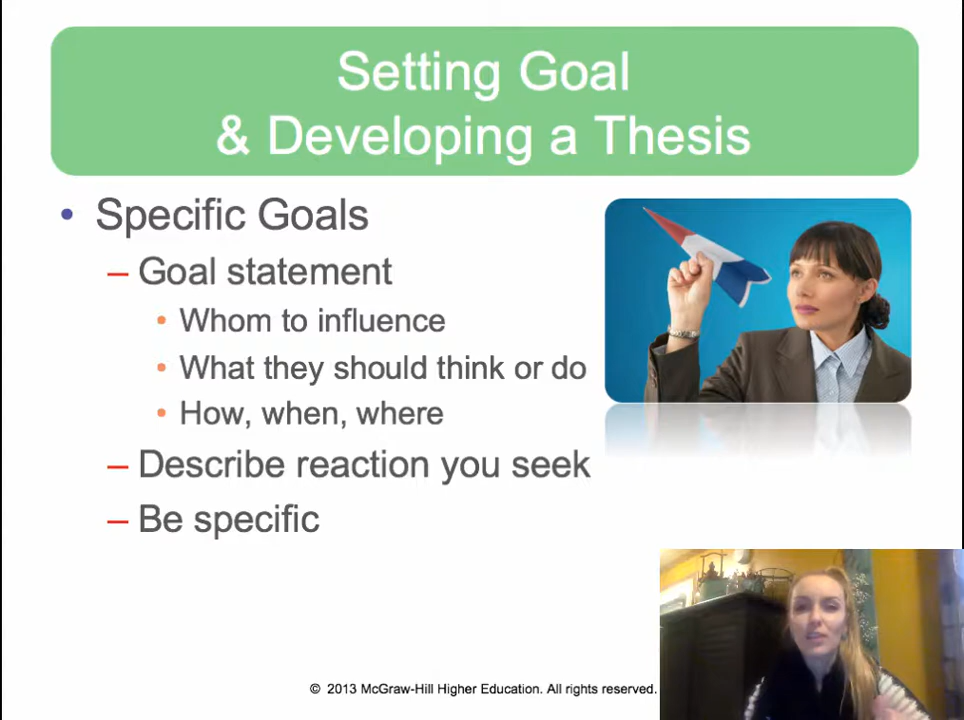 Setting Goal
& Developing a Thesis
• Specific Goals
– Goal statement
• Whom to influence
• What they should think or do
• How, when, where
– Describe reaction you seek
– Be specific
© 2013 McGraw-Hill Higher Education. All rights reserved.